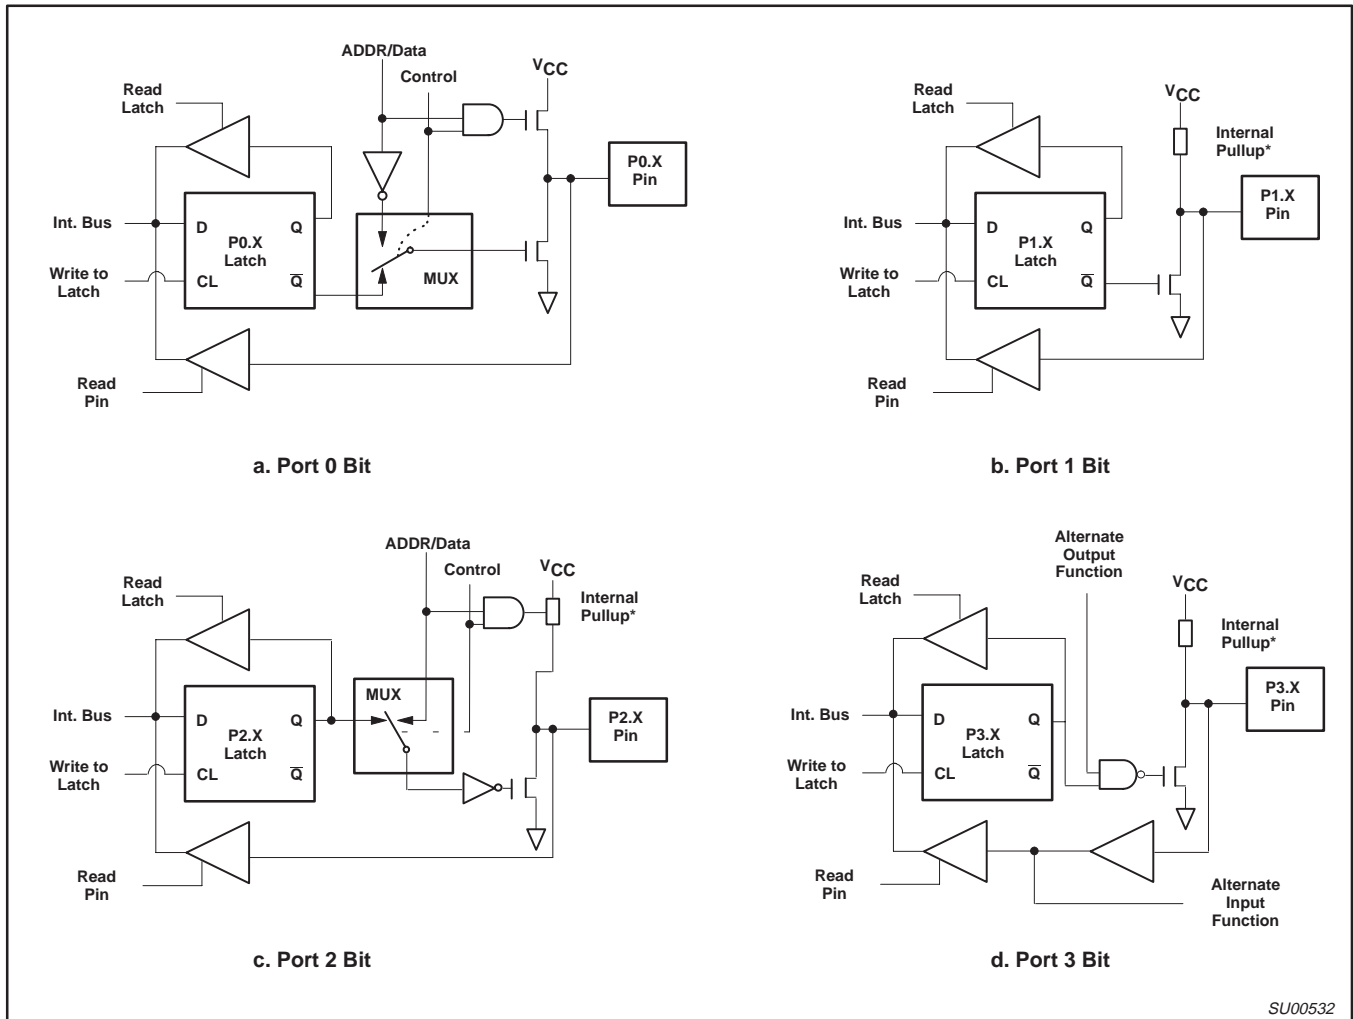 ADDR/Data
Control
VCC
Read
Latch
P0.X
Pin
Int. Bus
D
Q
P0.X
Latch
Write to
Latch
CL
Q̅
MUX
Read
Pin
a. Port 0 Bit
VCC
Read
Latch
Internal
Pullup*
P1.X
Pin
Int. Bus
D
Q
P1.X
Latch
Write to
Latch
CL
Q̅
Read
Pin
b. Port 1 Bit
ADDR/Data
Control
VCC
Read
Latch
Internal
Pullup*
MUX
P2.X
Pin
Int. Bus
D
Q
P2.X
Latch
Write to
Latch
CL
Q̅
Read
Pin
c. Port 2 Bit
Alternate
Output
Function
VCC
Read
Latch
Internal
Pullup*
P3.X
Pin
Int. Bus
D
Q
P3.X
Latch
Write to
Latch
CL
Q̅
Read
Pin
Alternate
Input
Function
d. Port 3 Bit
SU00532